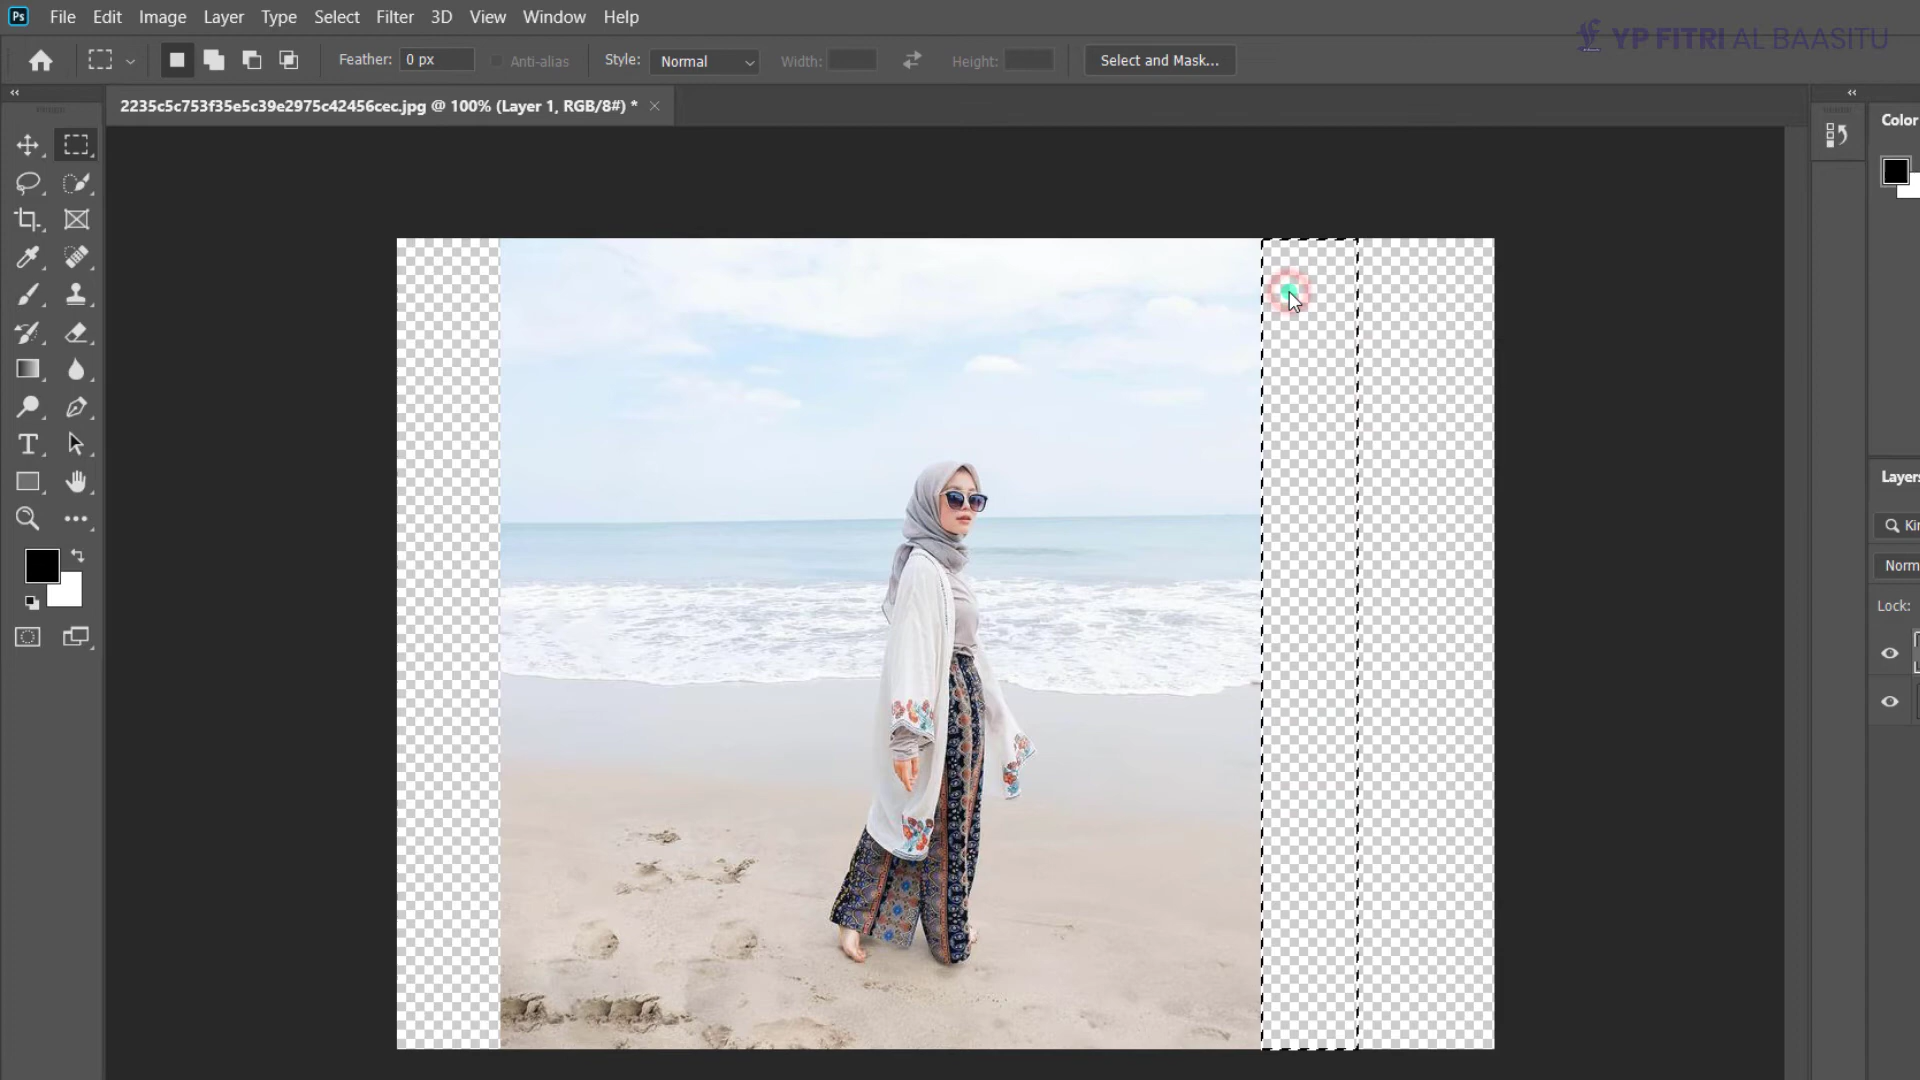 Ps File Edit Image Layer Type Select Filter 3D View Window Help
YP FITRI AL BAASITU
Feather: 0 px Anti-alias Style: Normal Width: Height: Select and Mask...
2235c5c753f35e5c39e2975c42456cec.jpg @ 100% (Layer 1, RGB/8#) *
Color
Layers
Kin
Norm
Lock: